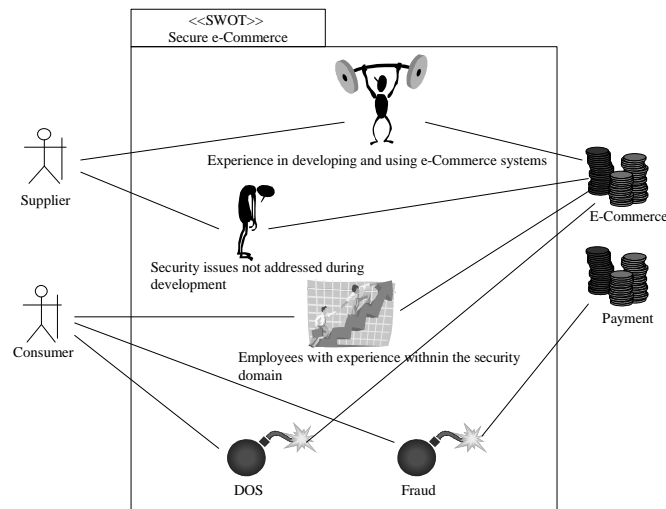 <<SWOT>>
Secure e-Commerce
Experience in developing and using e-Commerce systems
Supplier
E-Commerce
Security issues not addressed during
development
Payment
Consumer
Employees with experience withnin the security
domain
DOS
Fraud